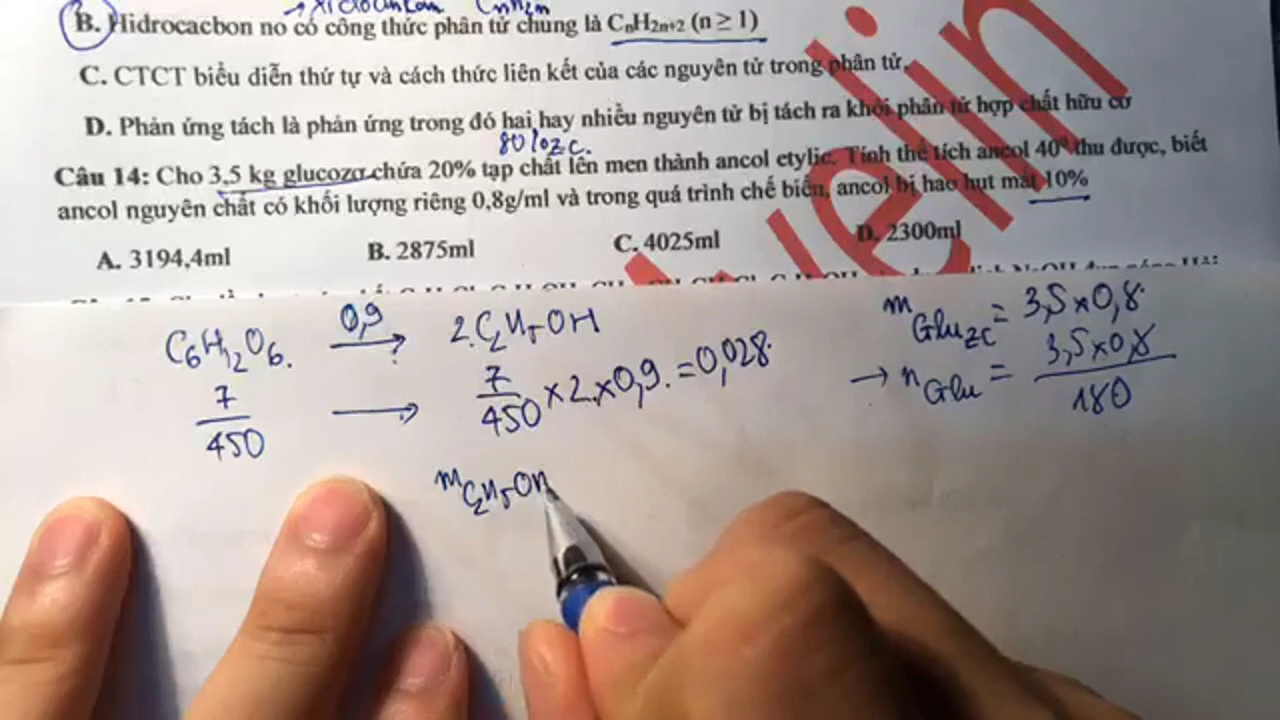 → xicloankan CnH2n
B. Hidrocacbon no có công thức phân tử chung là CnH2n+2 (n ≥ 1)
C. CTCT biểu diễn thứ tự và cách thức liên kết của các nguyên tử trong phân tử.
D. Phản ứng tách là phản ứng trong đó hai hay nhiều nguyên tử bị tách ra khỏi phân tử hợp chất hữu cơ
80%zc.
Câu 14: Cho 3,5 kg glucozơ chứa 20% tạp chất lên men thành ancol etylic. Tính thể tích ancol 40⁰ thu được, biết
ancol nguyên chất có khối lượng riêng 0,8g/ml và trong quá trình chế biến, ancol bị hao hụt mất 10%
A. 3194,4ml B. 2875ml C. 4025ml D. 2300ml
C6H12O6. 0,9 → 2.C2H5OH
7/450 → 7/450 × 2 × 0,9. = 0,028.
mC2H5OH
mGluzc = 3,5 × 0,8.
→ nGlu = 3,5 × 0,8 / 180